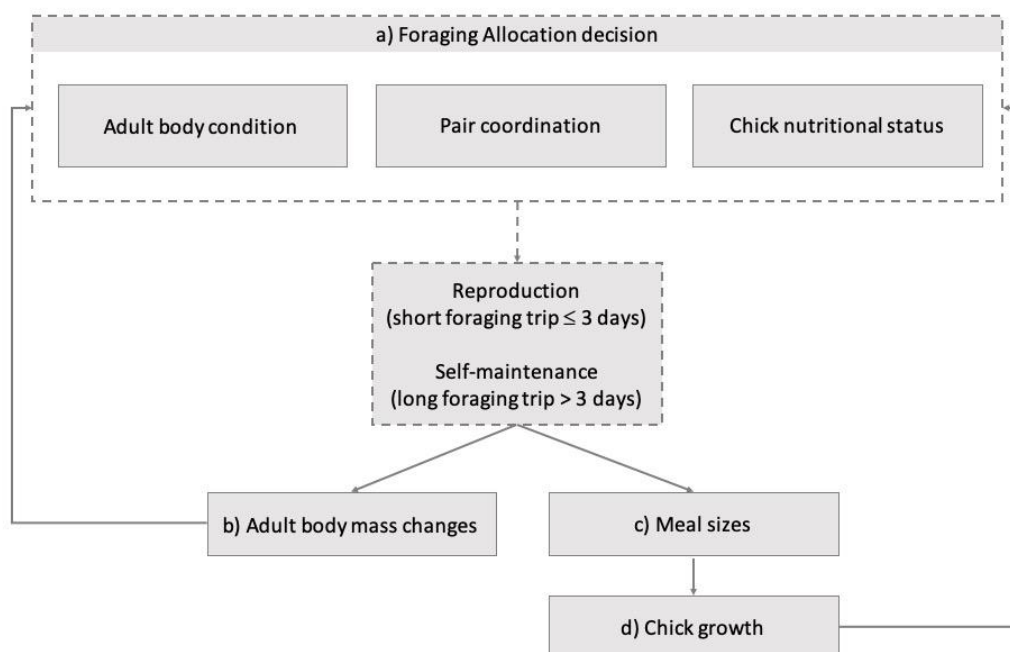 a) Foraging Allocation decision
Adult body condition
Pair coordination
Chick nutritional status
Reproduction
(short foraging trip ≤ 3 days)
Self-maintenance
(long foraging trip > 3 days)
b) Adult body mass changes
c) Meal sizes
d) Chick growth